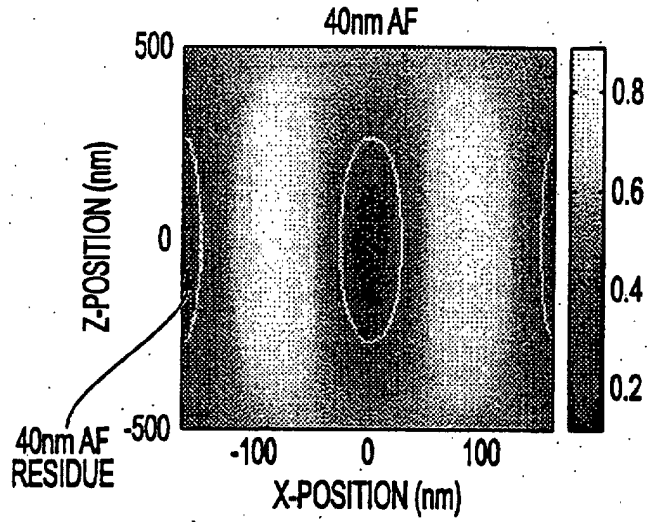 40nm AF
500
0
-500
Z-POSITION (nm)
-100 0 100
X-POSITION (nm)
0.8
0.6
0.4
0.2
40nm AF
RESIDUE